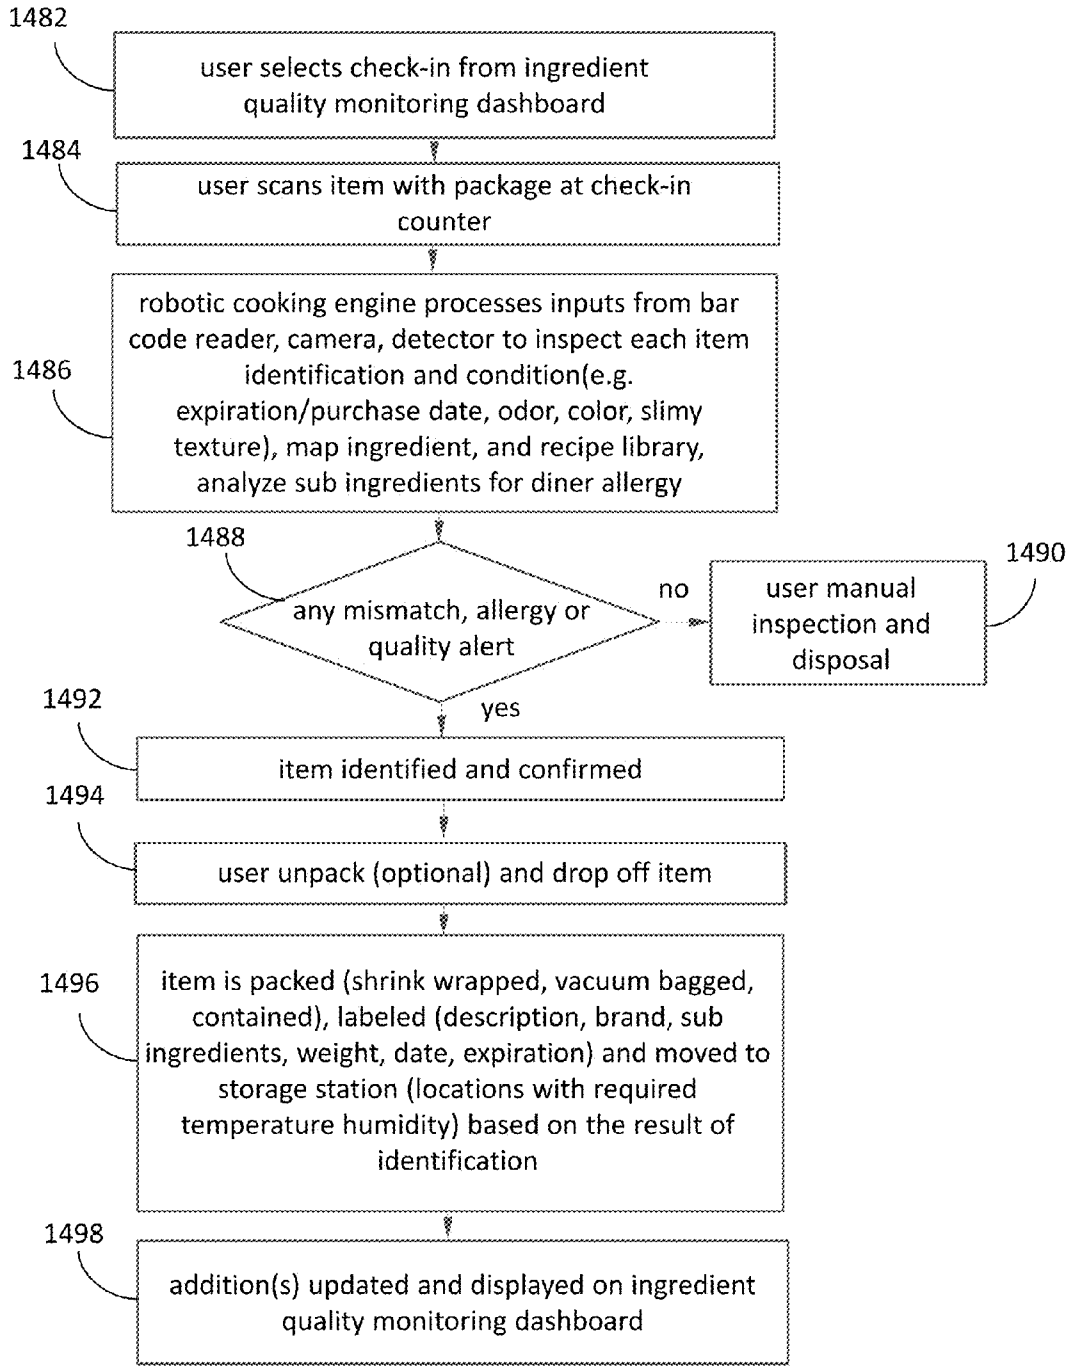 1482
user selects check-in from ingredient
quality monitoring dashboard
1484
user scans item with package at check-in
counter
1486
robotic cooking engine processes inputs from bar
code reader, camera, detector to inspect each item
identification and condition(e.g.
expiration/purchase date, odor, color, slimy
texture), map ingredient, and recipe library,
analyze sub ingredients for diner allergy
1488
any mismatch, allergy or
quality alert
no
1490
user manual
inspection and
disposal
yes
1492
item identified and confirmed
1494
user unpack (optional) and drop off item
1496
item is packed (shrink wrapped, vacuum bagged,
contained), labeled (description, brand, sub
ingredients, weight, date, expiration) and moved to
storage station (locations with required
temperature humidity) based on the result of
identification
1498
addition(s) updated and displayed on ingredient
quality monitoring dashboard